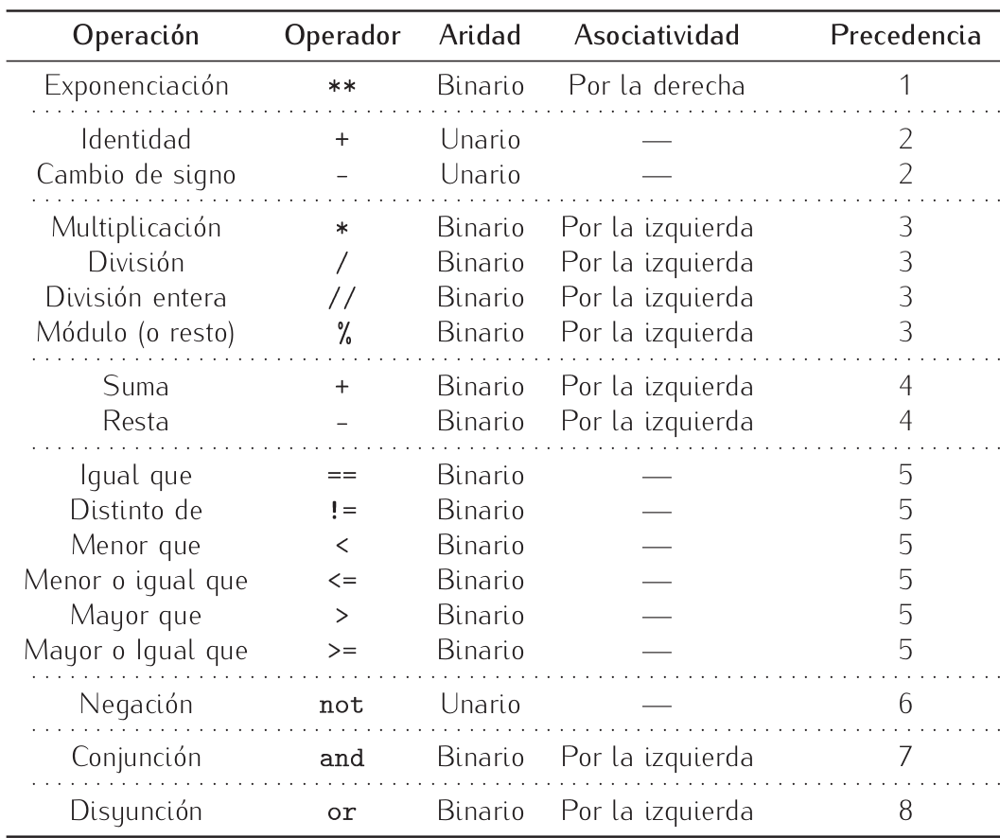 Operación Operador Aridad Asociatividad Precedencia
Exponenciación ** Binario Por la derecha 1
Identidad + Unario — 2
Cambio de signo - Unario — 2
Multiplicación * Binario Por la izquierda 3
División / Binario Por la izquierda 3
División entera // Binario Por la izquierda 3
Módulo (o resto) % Binario Por la izquierda 3
Suma + Binario Por la izquierda 4
Resta - Binario Por la izquierda 4
Igual que == Binario — 5
Distinto de != Binario — 5
Menor que < Binario — 5
Menor o igual que <= Binario — 5
Mayor que > Binario — 5
Mayor o Igual que >= Binario — 5
Negación not Unario — 6
Conjunción and Binario Por la izquierda 7
Disyunción or Binario Por la izquierda 8